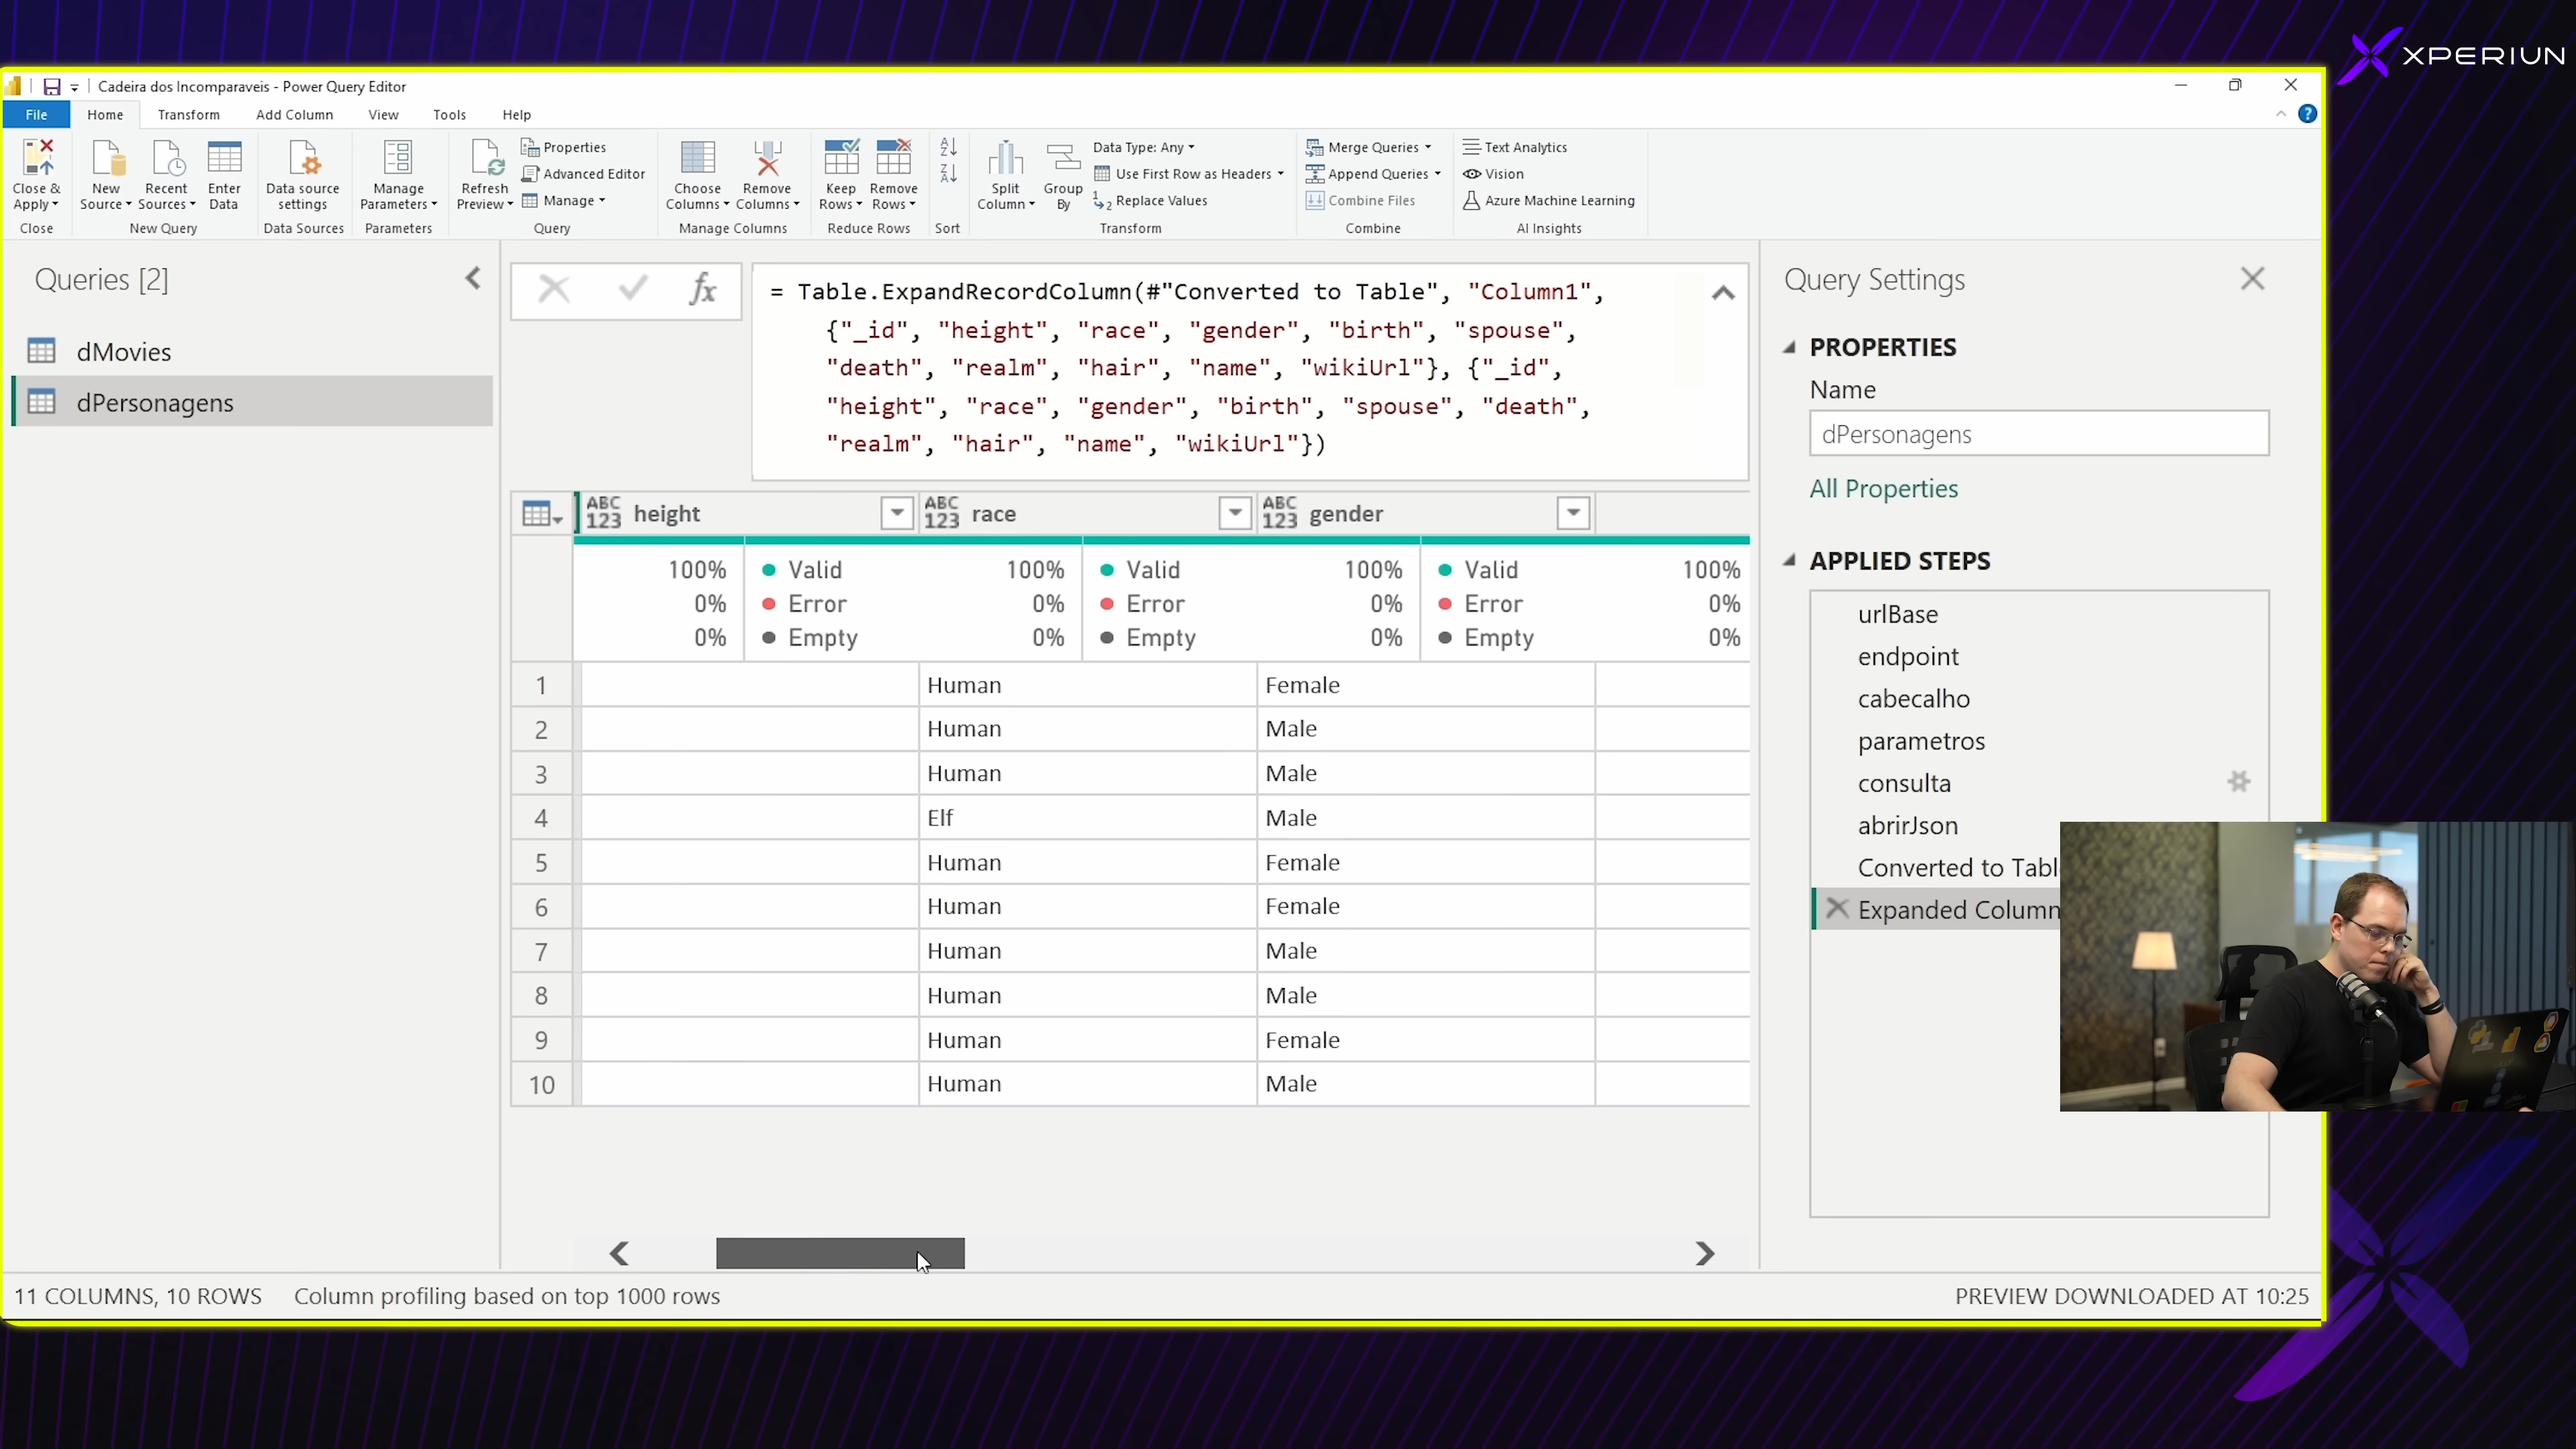 XPERIUN
Cadeira dos Incomparaveis - Power Query Editor
File Home Transform Add Column View Tools Help
Close & Apply
New Source
Recent Sources
Enter Data
Data source settings
Manage Parameters
Refresh Preview
Properties
Advanced Editor
Manage
Choose Columns
Remove Columns
Keep Rows
Remove Rows
Split Column
Group By
Data Type: Any
Use First Row as Headers
Replace Values
Merge Queries
Append Queries
Combine Files
Text Analytics
Vision
Azure Machine Learning
Close New Query Data Sources Parameters Query Manage Columns Reduce Rows Sort Transform Combine AI Insights
Queries [2]
dMovies
dPersonagens
fx
= Table.ExpandRecordColumn(#"Converted to Table", "Column1",
{"_id", "height", "race", "gender", "birth", "spouse",
"death", "realm", "hair", "name", "wikiUrl"}, {"_id",
"height", "race", "gender", "birth", "spouse", "death",
"realm", "hair", "name", "wikiUrl"})
ABC 123 height ABC 123 race ABC 123 gender
100% Valid 100% Valid 100% Valid 100%
0% Error 0% Error 0% Error 0%
0% Empty 0% Empty 0% Empty 0%
1 Human Female
2 Human Male
3 Human Male
4 Elf Male
5 Human Female
6 Human Female
7 Human Male
8 Human Male
9 Human Female
10 Human Male
Query Settings
PROPERTIES
Name
dPersonagens
All Properties
APPLIED STEPS
urlBase
endpoint
cabecalho
parametros
consulta
abrirJson
Converted to Tabl
Expanded Column
11 COLUMNS, 10 ROWS Column profiling based on top 1000 rows
PREVIEW DOWNLOADED AT 10:25